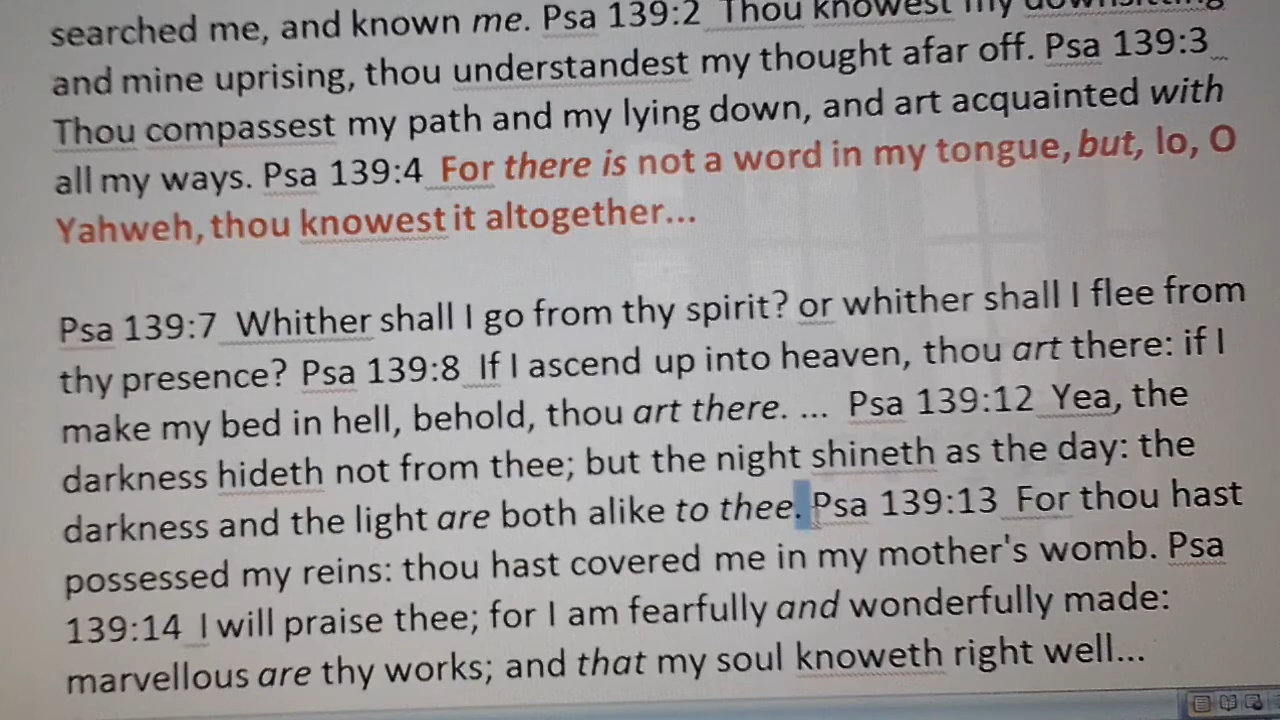 searched me, and known me. Psa 139:2 Thou knowest my downsitting
and mine uprising, thou understandest my thought afar off. Psa 139:3
Thou compassest my path and my lying down, and art acquainted with
all my ways. Psa 139:4 For there is not a word in my tongue, but, lo, O
Yahweh, thou knowest it altogether...
Psa 139:7 Whither shall I go from thy spirit? or whither shall I flee from
thy presence? Psa 139:8 If I ascend up into heaven, thou art there: if I
make my bed in hell, behold, thou art there. ... Psa 139:12 Yea, the
darkness hideth not from thee; but the night shineth as the day: the
darkness and the light are both alike to thee. Psa 139:13 For thou hast
possessed my reins: thou hast covered me in my mother's womb. Psa
139:14 I will praise thee; for I am fearfully and wonderfully made:
marvellous are thy works; and that my soul knoweth right well...